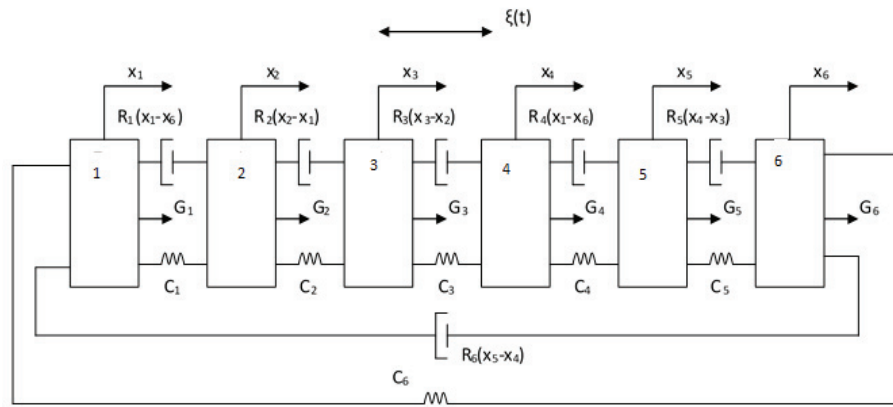 ξ(t)
x₁ x₂ x₃ x₄ x₅ x₆
R₁(x₁-x₆) R₂(x₂-x₁) R₃(x₃-x₂) R₄(x₁-x₆) R₅(x₄-x₃)
1 2 3 4 5 6
G₁ G₂ G₃ G₄ G₅ G₆
C₁ C₂ C₃ C₄ C₅
R₆(x₅-x₄)
C₆